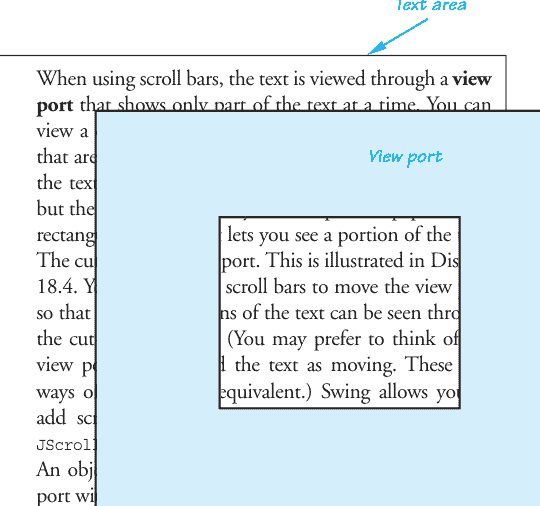 Text area
When using scroll bars, the text is viewed through a view
port that shows only part of the text at a time. You can
view a
that are
View port
the text
but the
rectang lets you see a portion of the
The cu port. This is illustrated in Dis
18.4. Y scroll bars to move the view
so that ns of the text can be seen thro
the cut (You may prefer to think of
view p the text as moving. These
ways o equivalent.) Swing allows you
add scr
JScroll
An obj
port wi